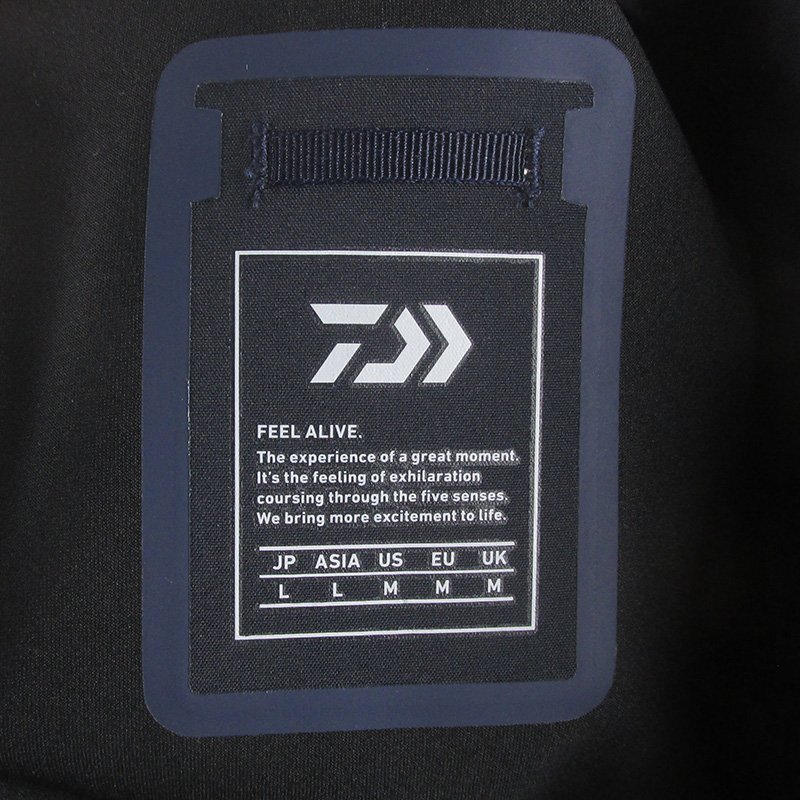 FEEL ALIVE.
The experience of a great moment.
It's the feeling of exhilaration
coursing through the five senses.
We bring more excitement to life.
JP ASIA US EU UK
L L M M M